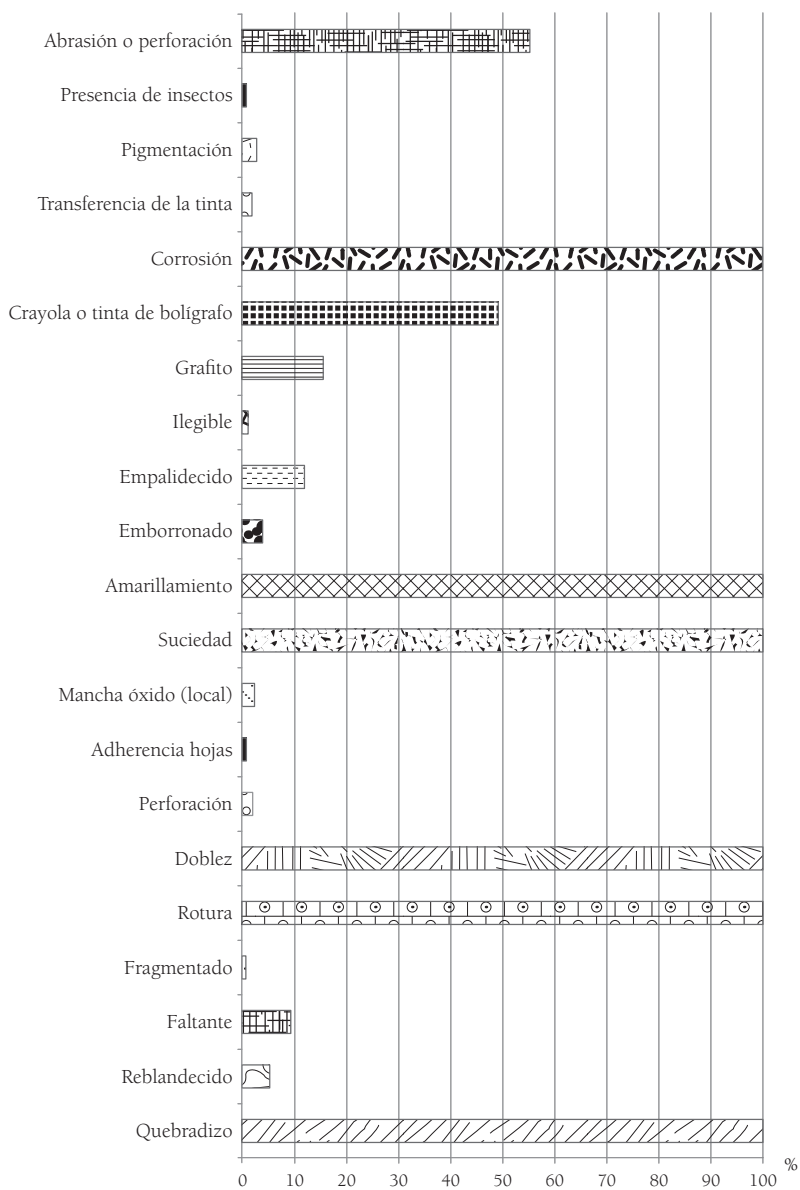 Abrasión o perforación
Presencia de insectos
Pigmentación
Transferencia de la tinta
Corrosión
Crayola o tinta de bolígrafo
Grafito
Ilegible
Empalidecido
Emborronado
Amarillamiento
Suciedad
Mancha óxido (local)
Adherencia hojas
Perforación
Doblez
Rotura
Fragmentado
Faltante
Reblandecido
Quebradizo
0 10 20 30 40 50 60 70 80 90 100 %